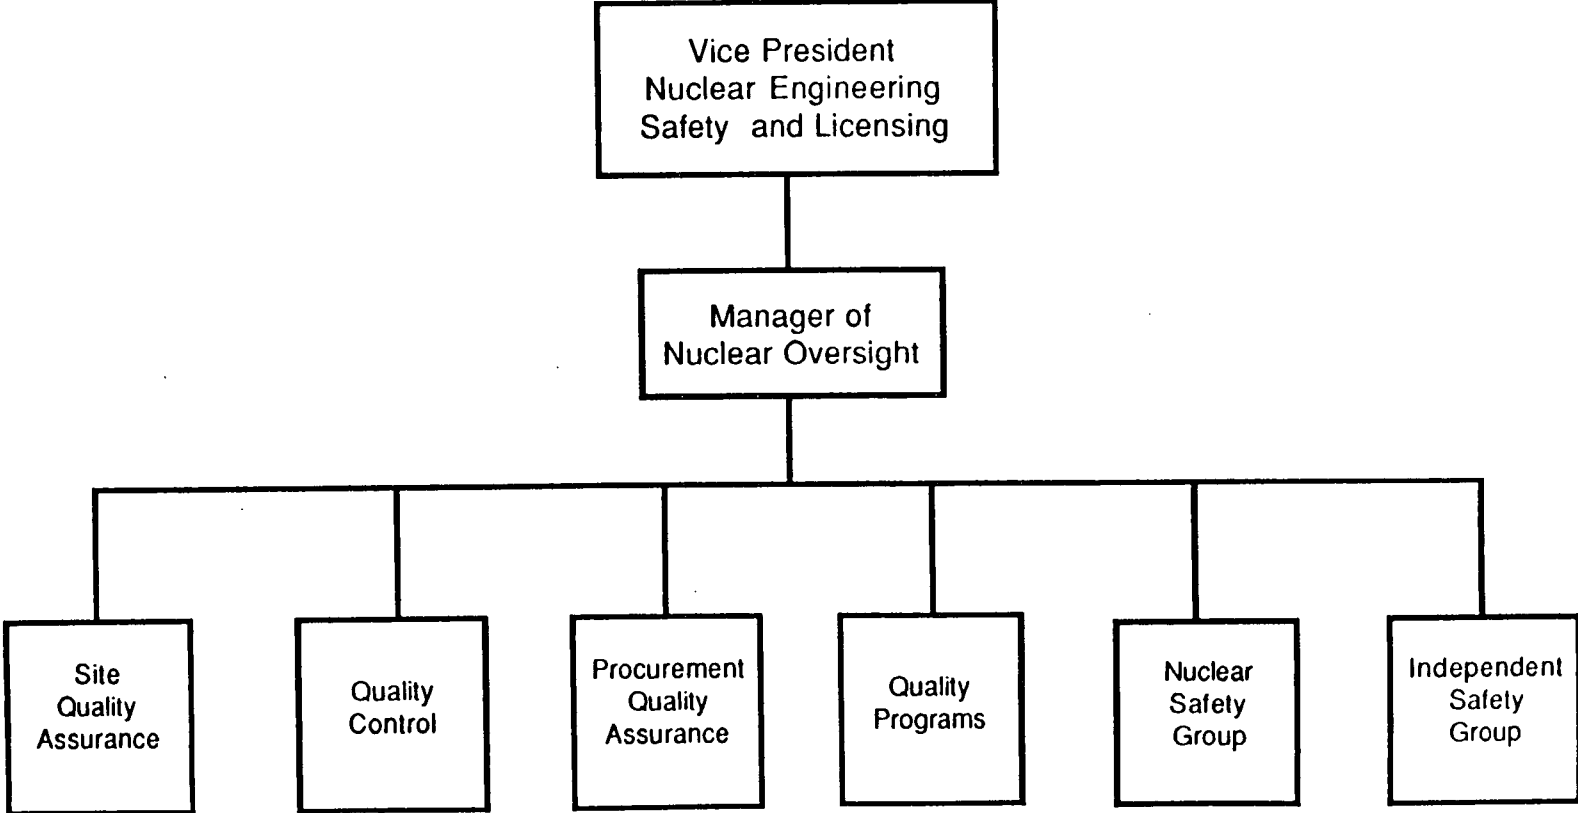 Vice President
Nuclear Engineering
Safety and Licensing
Manager of
Nuclear Oversight
Site
Quality
Assurance
Quality
Control
Procurement
Quality
Assurance
Quality
Programs
Nuclear
Safety
Group
Independent
Safety
Group